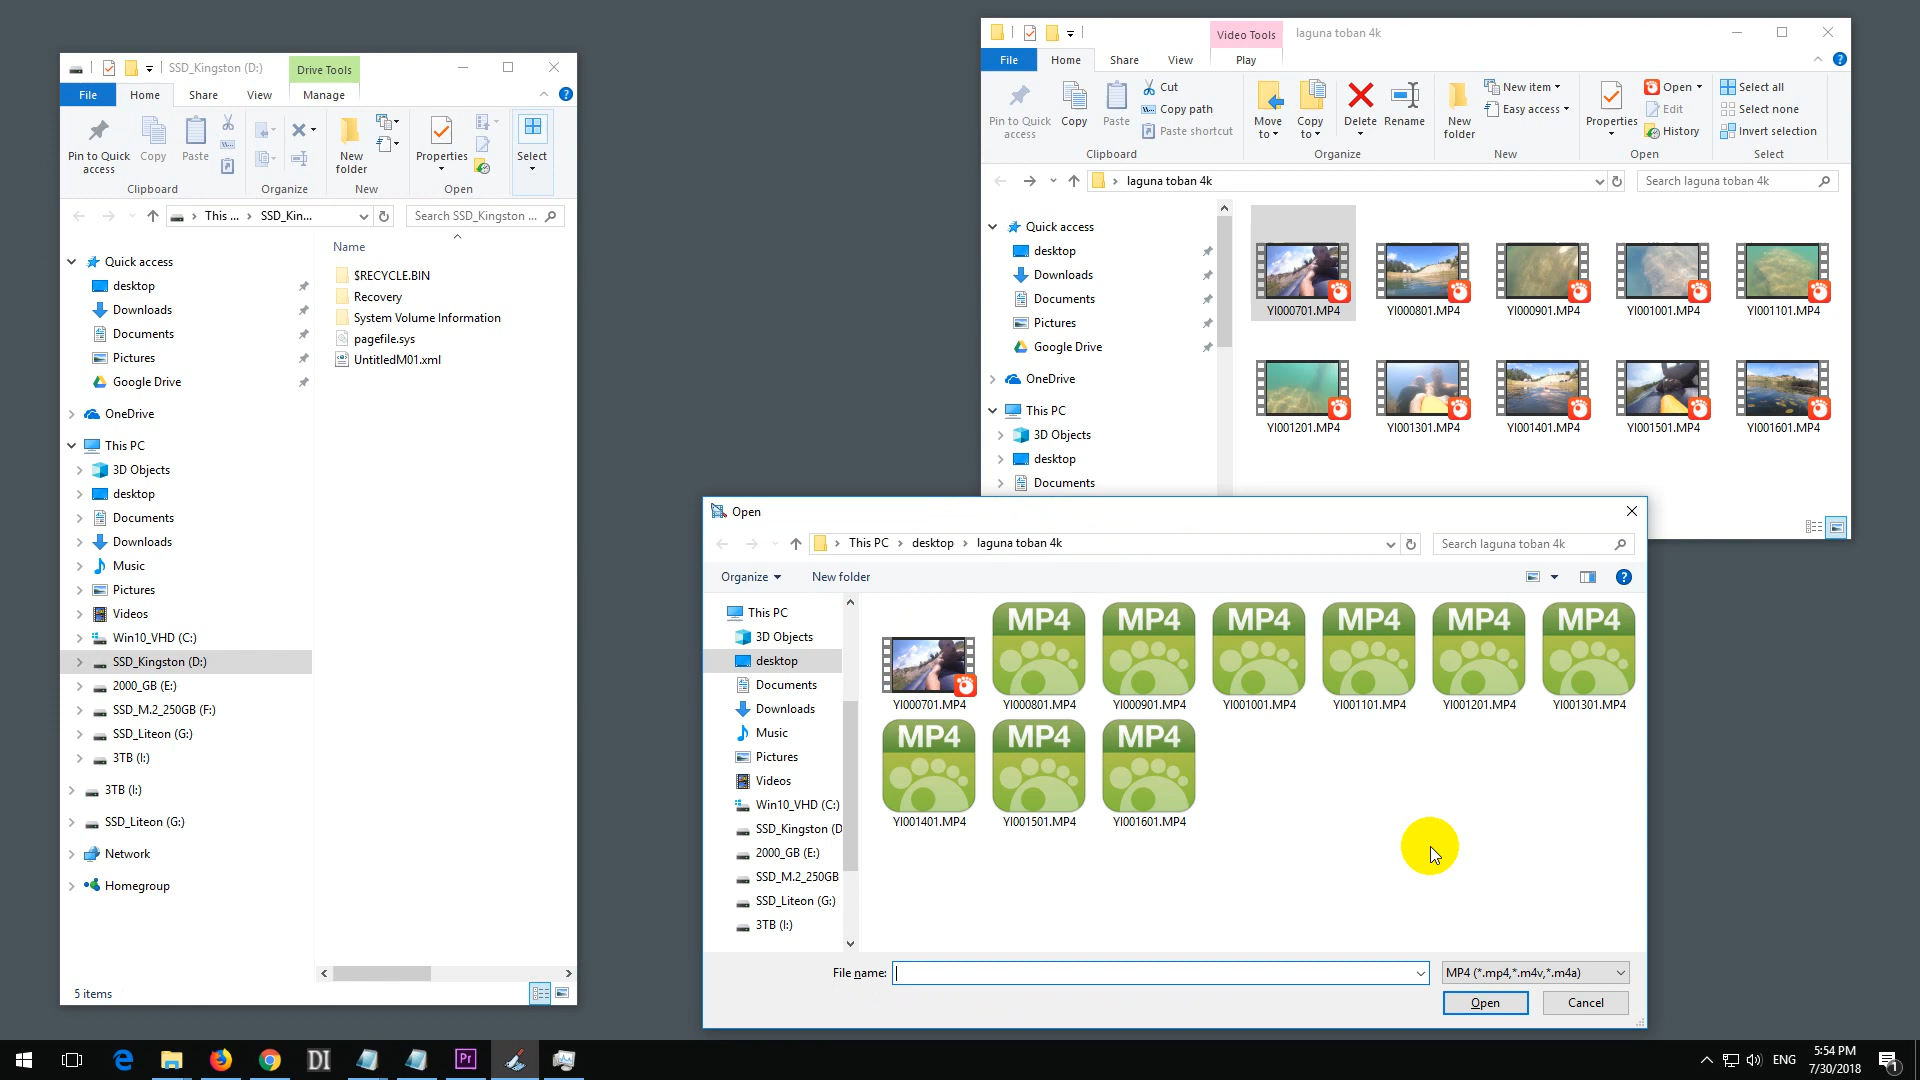 SSD_Kingston (D:)
Drive Tools
File
Home
Share
View
Manage
Pin to Quick access
Copy
Paste
New folder
Properties
Select
Clipboard
Organize
New
Open
This ...
SSD_Kin...
Search SSD_Kingston ...
Quick access
desktop
Downloads
Documents
Pictures
Google Drive
OneDrive
This PC
3D Objects
desktop
Documents
Downloads
Music
Pictures
Videos
Win10_VHD (C:)
SSD_Kingston (D:)
2000_GB (E:)
SSD_M.2_250GB (F:)
SSD_Liteon (G:)
3TB (I:)
3TB (I:)
SSD_Liteon (G:)
Network
Homegroup
Name
$RECYCLE.BIN
Recovery
System Volume Information
pagefile.sys
UntitledM01.xml
5 items
Video Tools
laguna toban 4k
File
Home
Share
View
Play
Pin to Quick access
Copy
Paste
Cut
Copy path
Paste shortcut
Move to
Copy to
Delete
Rename
New folder
New item
Easy access
Properties
Open
Edit
History
Select all
Select none
Invert selection
Clipboard
Organize
New
Open
Select
laguna toban 4k
Search laguna toban 4k
Quick access
desktop
Downloads
Documents
Pictures
Google Drive
OneDrive
This PC
3D Objects
desktop
Documents
YI000701.MP4
YI000801.MP4
YI000901.MP4
YI001001.MP4
YI001101.MP4
YI001201.MP4
YI001301.MP4
YI001401.MP4
YI001501.MP4
YI001601.MP4
Open
This PC
desktop
laguna toban 4k
Search laguna toban 4k
Organize
New folder
This PC
3D Objects
desktop
Documents
Downloads
Music
Pictures
Videos
Win10_VHD (C:)
SSD_Kingston (D
2000_GB (E:)
SSD_M.2_250GB
SSD_Liteon (G:)
3TB (I:)
MP4
MP4
MP4
MP4
MP4
MP4
YI000701.MP4
YI000801.MP4
YI000901.MP4
YI001001.MP4
YI001101.MP4
YI001201.MP4
YI001301.MP4
MP4
MP4
MP4
YI001401.MP4
YI001501.MP4
YI001601.MP4
File name:
MP4 (*.mp4,*.m4v,*.m4a)
Open
Cancel
DI
Pr
ENG
5:54 PM
7/30/2018
1